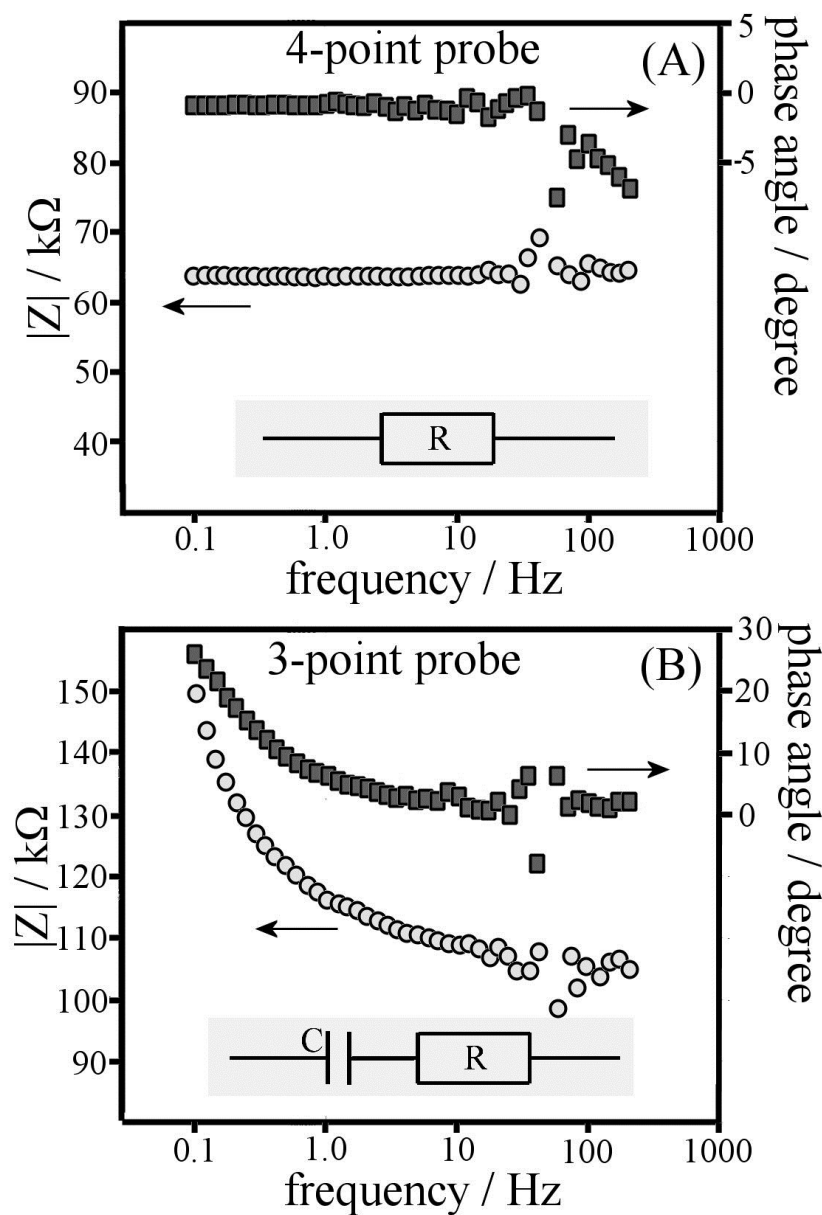 4-point probe
(A)
90
80
70
60
50
40
|Z| / kΩ
5
0
-5
phase angle / degree
R
0.1
1.0
10
100
1000
frequency / Hz
3-point probe
(B)
150
140
130
120
110
100
90
|Z| / kΩ
30
20
10
0
phase angle / degree
C
R
0.1
1.0
10
100
1000
frequency / Hz